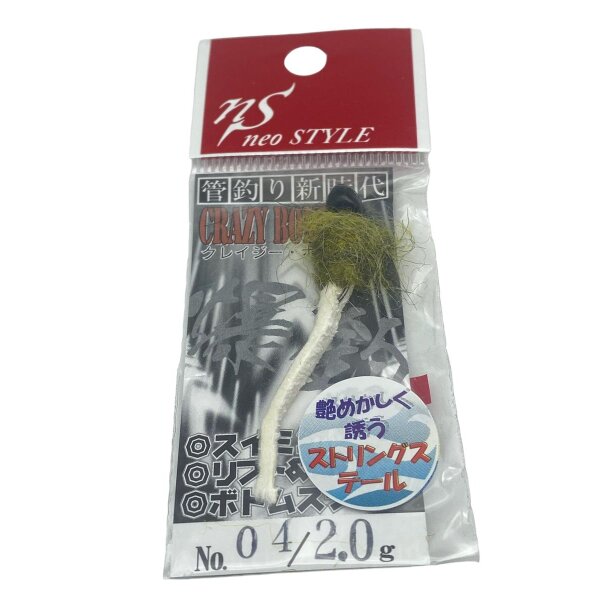 ns
neo STYLE
管釣り新時代
CRAZY BO
クレイジー・
艶めかしく
誘う
ストリングス
テール
◎スイミ
◎リフト&
◎ボトムス
No. 04/2.0g